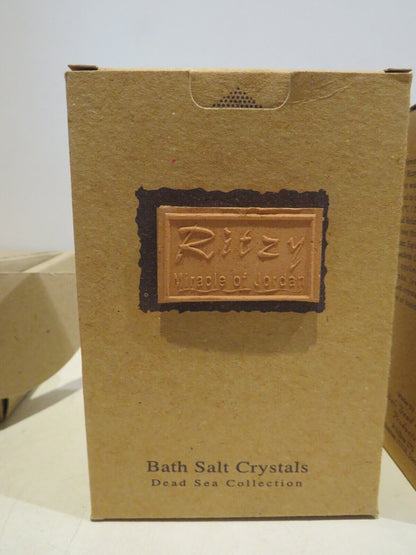 Ritzy
Miracle of Jordan
Bath Salt Crystals
Dead Sea Collection